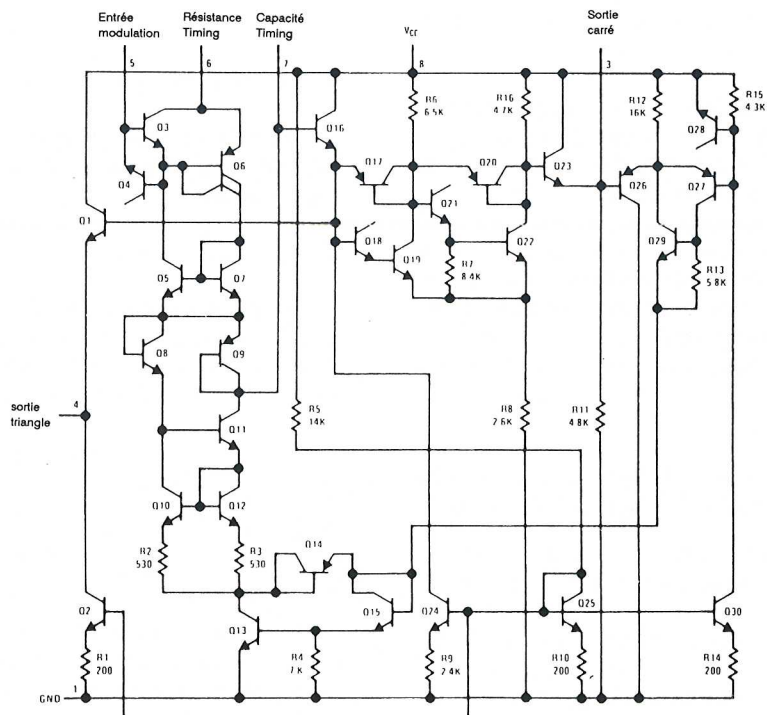 Entrée
modulation
Résistance
Timing
Capacité
Timing
Vcc
Sortie
carré
5
6
7
8
3
Q3
Q4
Q6
Q1
Q16
R6
6.5K
R16
4.7K
R12
16K
R15
4.3K
Q28
Q17
Q20
Q23
Q26
Q27
Q21
Q18
Q19
Q22
Q29
R7
8.4K
R13
5.8K
Q5
Q7
Q8
Q9
4
sortie
triangle
R5
14K
R8
2.6K
R11
4.8K
Q11
Q10
Q12
R2
530
R3
530
Q14
Q2
Q13
Q15
Q24
Q25
Q30
R1
200
R4
7K
R9
2.4K
R10
200
R14
200
GND
1